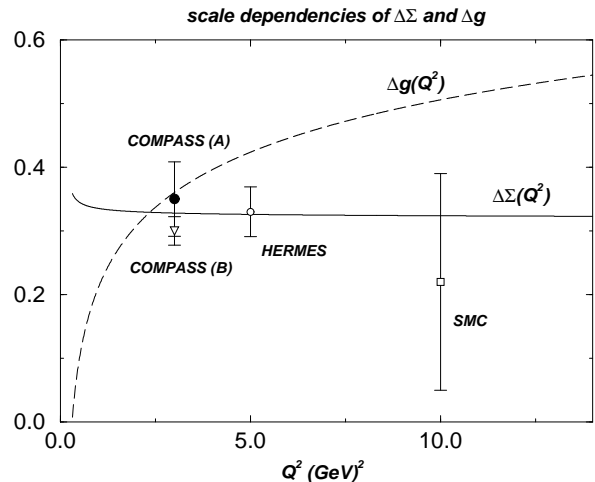 scale dependencies of ΔΣ and Δg
0.6
Δg(Q²)
COMPASS (A)
0.4
ΔΣ(Q²)
HERMES
COMPASS (B)
0.2
SMC
0.0
0.0 5.0 10.0
Q² (GeV)²